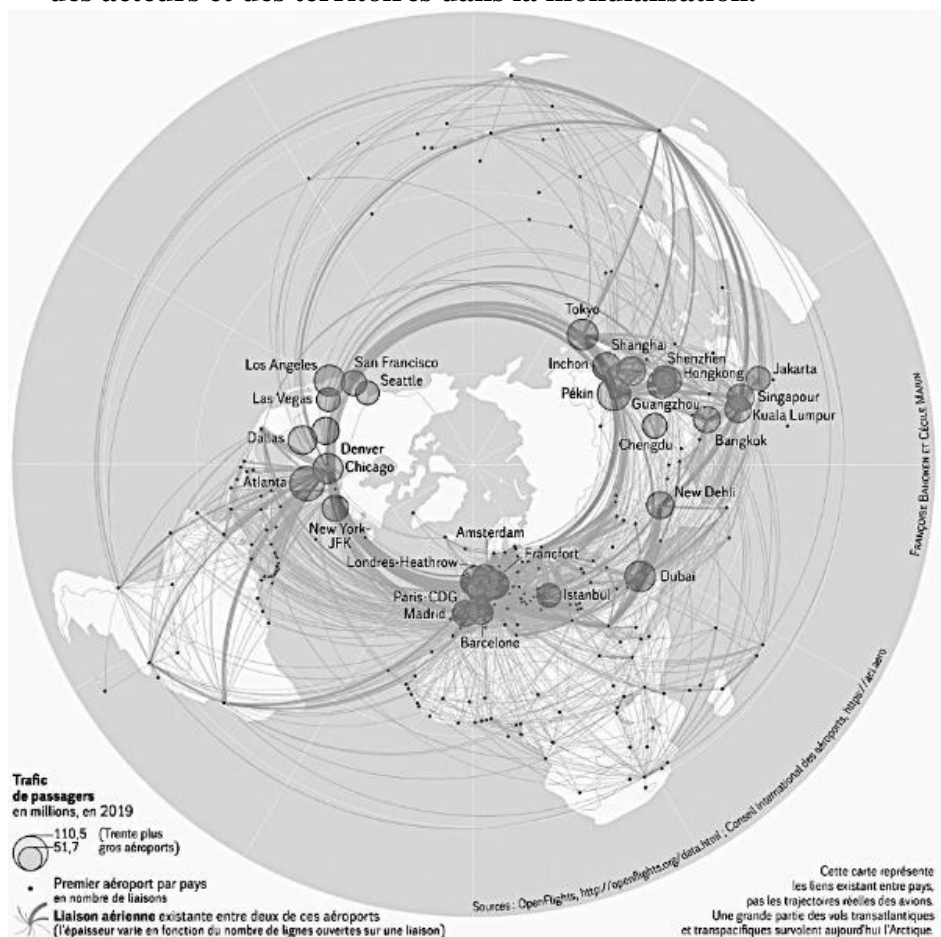 des acteurs et des territoires dans la mondialisation.
Tokyo
Shanghai
Inchon
Shenzhen
Hongkong
Jakarta
Pékin
Singapour
Guangzhou
Kuala Lumpur
Chengdu
Bangkok
Los Angeles
San Francisco
Seattle
Las Vegas
Dallas
Denver
Chicago
Atlanta
New York-
JFK
New Dehli
Amsterdam
Londres-Heathrow
Francfort
Dubai
Paris-CDG
Istanbul
Madrid
Barcelone
FRANÇOISE BAHOKEN ET CÉCILE MARIN
Sources : OpenFlights, http://openflights.org/data.html ; Conseil international des aéroports, https://aci.aero
Trafic
de passagers
en millions, en 2019
110,5 (Trente plus
51,7 gros aéroports)
Premier aéroport par pays
en nombre de liaisons
Liaison aérienne existante entre deux de ces aéroports
(l'épaisseur varie en fonction du nombre de lignes ouvertes sur une liaison)
Cette carte représente
les liens existant entre pays,
pas les trajectoires réelles des avions.
Une grande partie des vols transatlantiques
et transpacifiques survolent aujourd'hui l'Arctique.